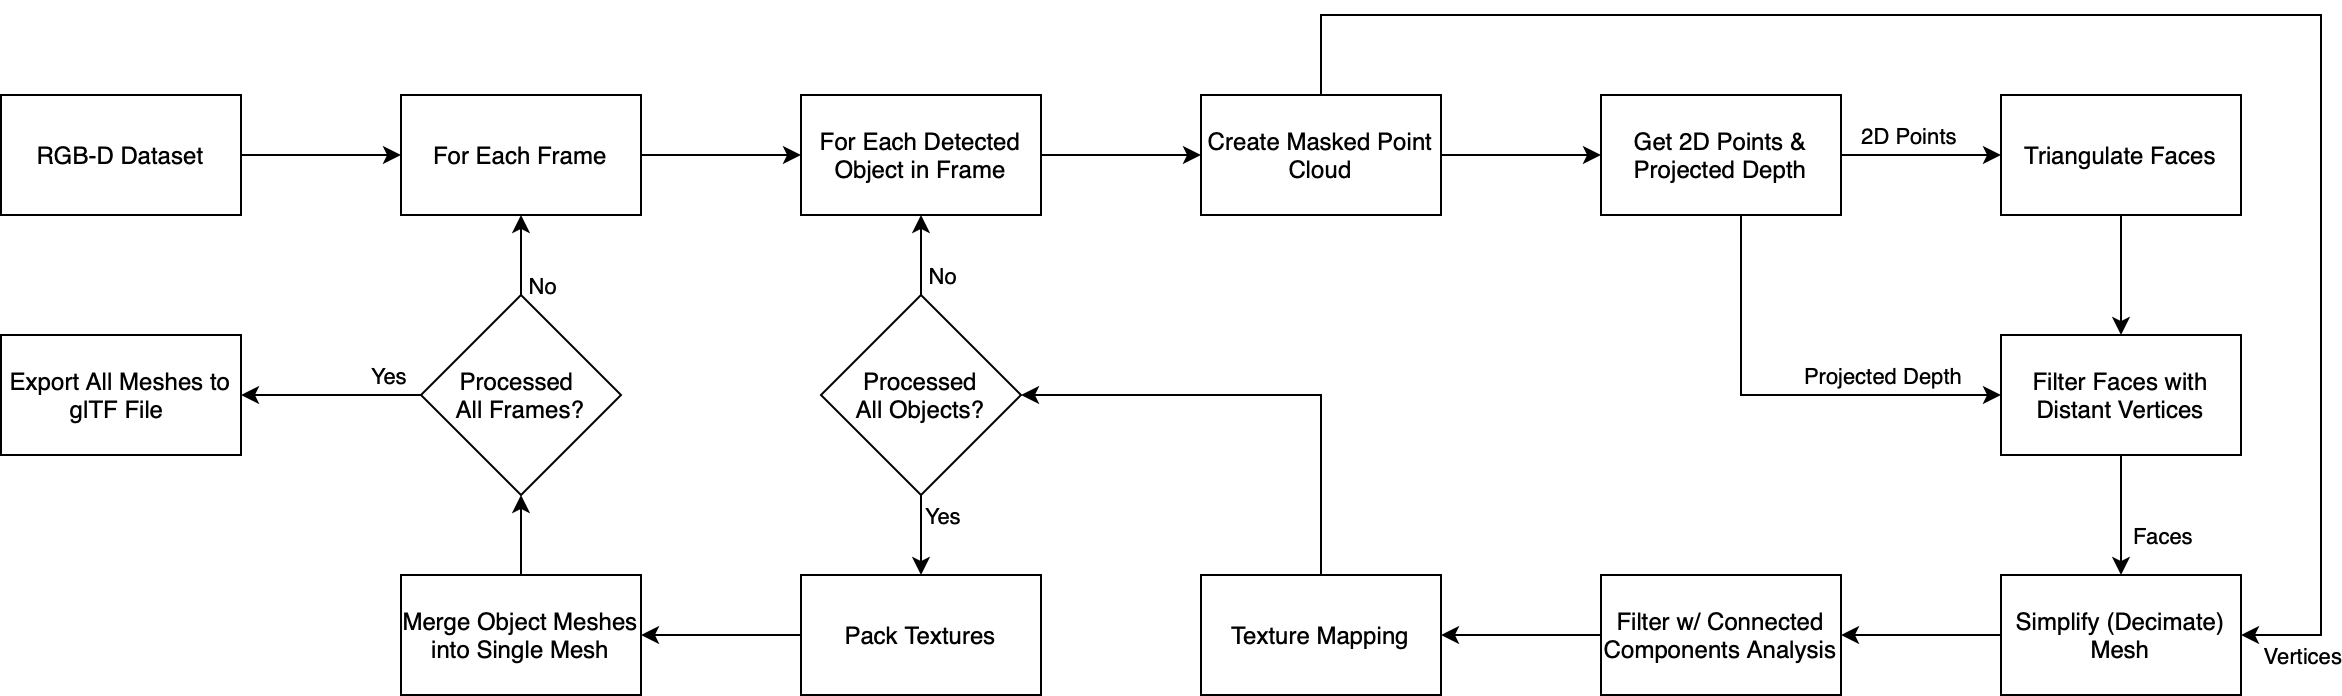 RGB-D Dataset
For Each Frame
For Each Detected
Object in Frame
Create Masked Point
Cloud
Get 2D Points &
Projected Depth
2D Points
Triangulate Faces
No
No
Export All Meshes to
glTF File
Yes
Processed
All Frames?
Processed
All Objects?
Projected Depth
Filter Faces with
Distant Vertices
Yes
Faces
Merge Object Meshes
into Single Mesh
Pack Textures
Texture Mapping
Filter w/ Connected
Components Analysis
Simplify (Decimate)
Mesh
Vertices